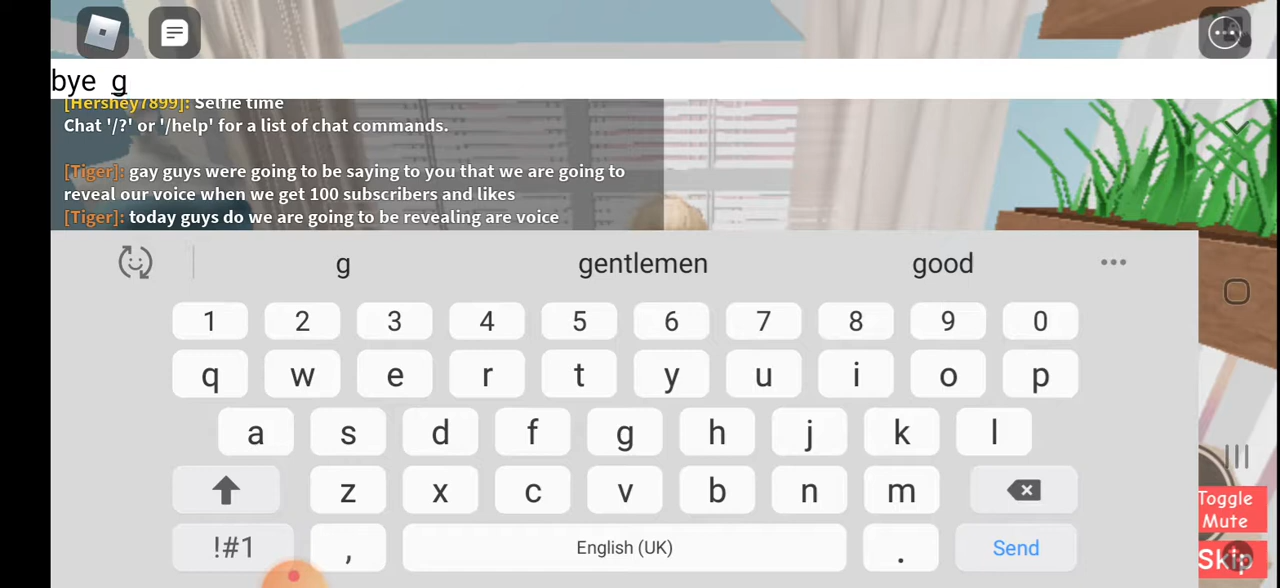 bye g
[Hershey7899]: Selfie time
Chat '/?' or '/help' for a list of chat commands.
[Tiger]: gay guys were going to be saying to you that we are going to
reveal our voice when we get 100 subscribers and likes
[Tiger]: today guys do we are going to be revealing are voice
g gentlemen good
1 2 3 4 5 6 7 8 9 0
q w e r t y u i o p
a s d f g h j k l
z x c v b n m
Toggle
Mute
!#1 , English (UK) . Send
Skip